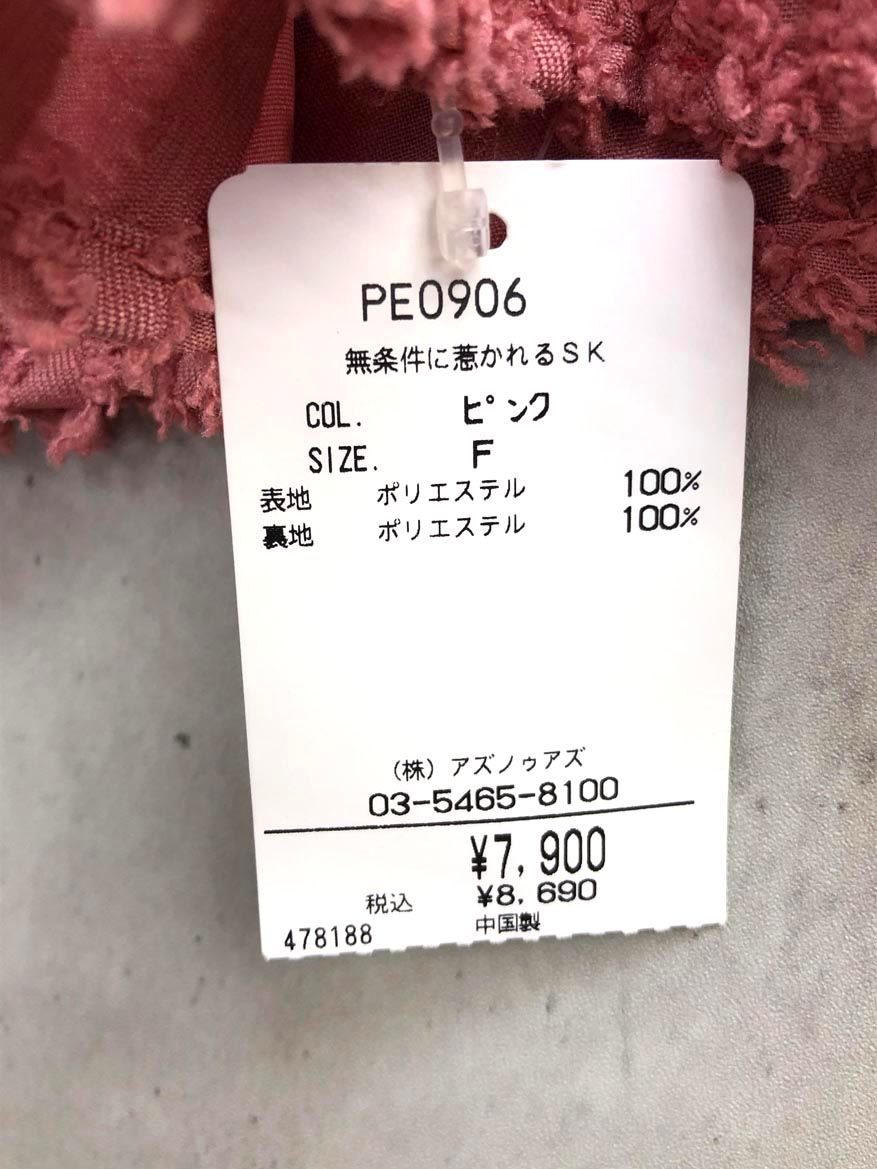 PE0906
無条件に惹かれるＳＫ
COL. ピンク
SIZE. F
表地 ポリエステル 100%
裏地 ポリエステル 100%
（株）アズノゥアズ
03-5465-8100
¥7,900
税込 ¥8,690
478188 中国製